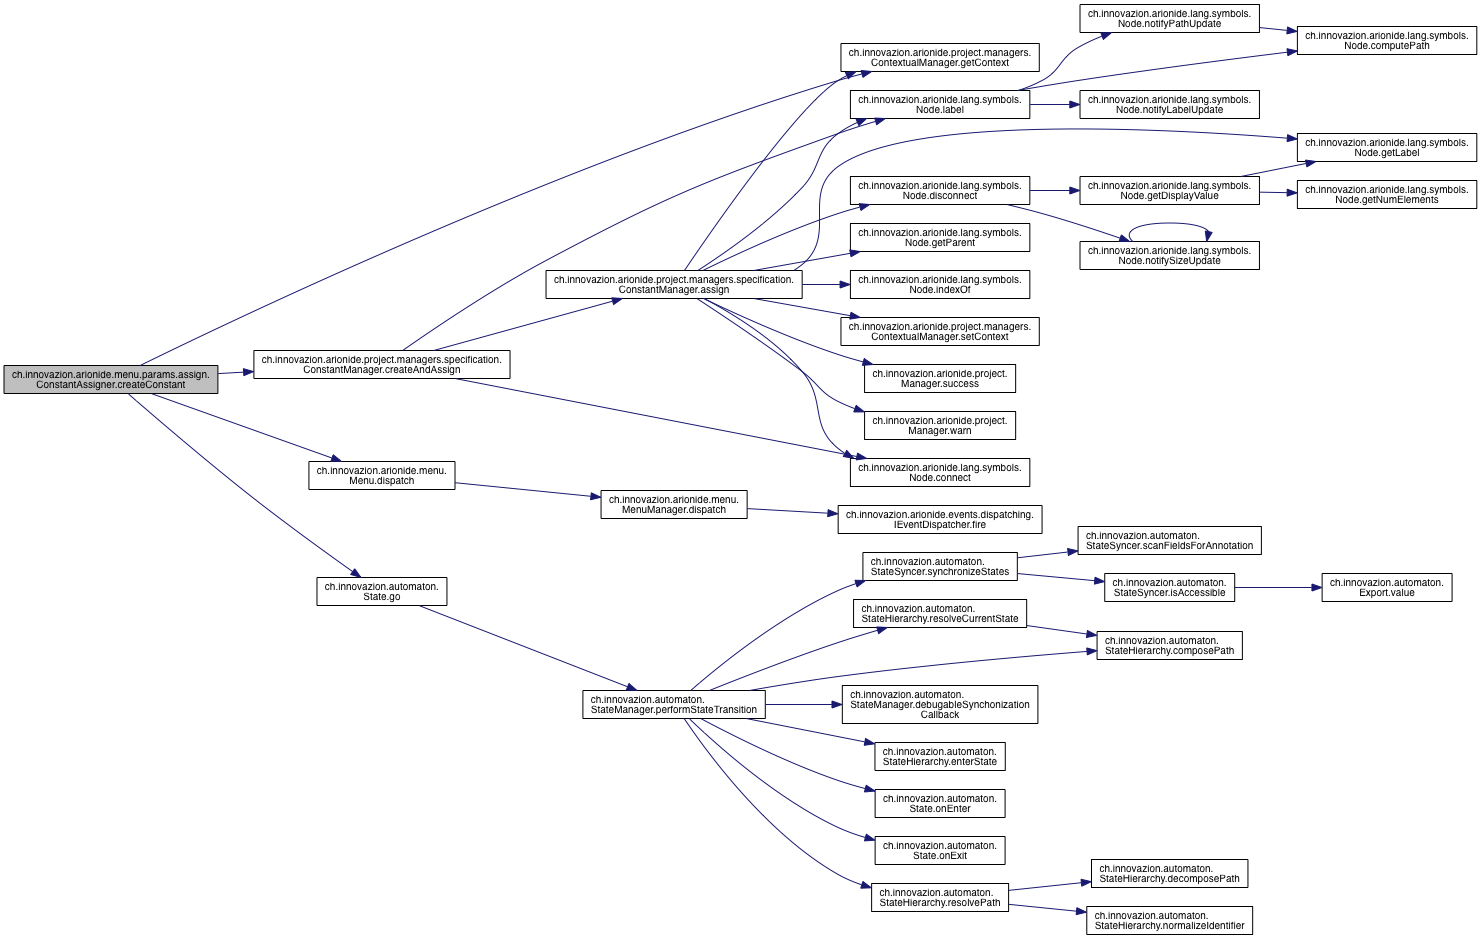 ch.innovazion.arionide.lang.symbols.
Node.notifyPathUpdate
ch.innovazion.arionide.lang.symbols.
Node.computePath
ch.innovazion.arionide.project.managers.
ContextualManager.getContext
ch.innovazion.arionide.lang.symbols.
Node.label
ch.innovazion.arionide.lang.symbols.
Node.notifyLabelUpdate
ch.innovazion.arionide.lang.symbols.
Node.getLabel
ch.innovazion.arionide.lang.symbols.
Node.disconnect
ch.innovazion.arionide.lang.symbols.
Node.getDisplayValue
ch.innovazion.arionide.lang.symbols.
Node.getNumElements
ch.innovazion.arionide.lang.symbols.
Node.getParent
ch.innovazion.arionide.lang.symbols.
Node.notifySizeUpdate
ch.innovazion.arionide.project.managers.specification.
ConstantManager.assign
ch.innovazion.arionide.lang.symbols.
Node.indexOf
ch.innovazion.arionide.project.managers.
ContextualManager.setContext
ch.innovazion.arionide.menu.params.assign.
ConstantAssigner.createConstant
ch.innovazion.arionide.project.managers.specification.
ConstantManager.createAndAssign
ch.innovazion.arionide.project.
Manager.success
ch.innovazion.arionide.project.
Manager.warn
ch.innovazion.arionide.menu.
Menu.dispatch
ch.innovazion.arionide.lang.symbols.
Node.connect
ch.innovazion.arionide.menu.
MenuManager.dispatch
ch.innovazion.arionide.events.dispatching.
IEventDispatcher.fire
ch.innovazion.automaton.
StateSyncer.scanFieldsForAnnotation
ch.innovazion.automaton.
StateSyncer.synchronizeStates
ch.innovazion.automaton.
StateSyncer.isAccessible
ch.innovazion.automaton.
Export.value
ch.innovazion.automaton.
State.go
ch.innovazion.automaton.
StateHierarchy.resolveCurrentState
ch.innovazion.automaton.
StateHierarchy.composePath
ch.innovazion.automaton.
StateManager.performStateTransition
ch.innovazion.automaton.
StateManager.debugableSynchonization
Callback
ch.innovazion.automaton.
StateHierarchy.enterState
ch.innovazion.automaton.
State.onEnter
ch.innovazion.automaton.
State.onExit
ch.innovazion.automaton.
StateHierarchy.resolvePath
ch.innovazion.automaton.
StateHierarchy.decomposePath
ch.innovazion.automaton.
StateHierarchy.normalizeIdentifier